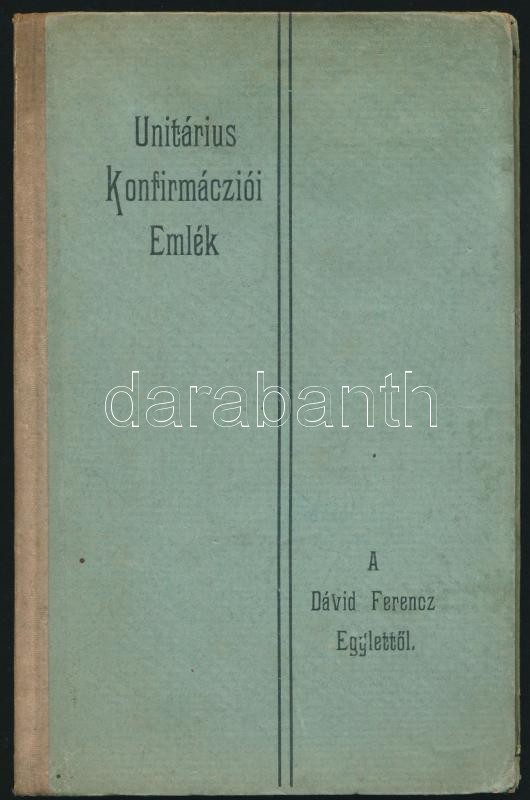 Unitárius
Konfirmácziói
Emlék
darabanth
A
Dávid Ferencz
Egylettől.